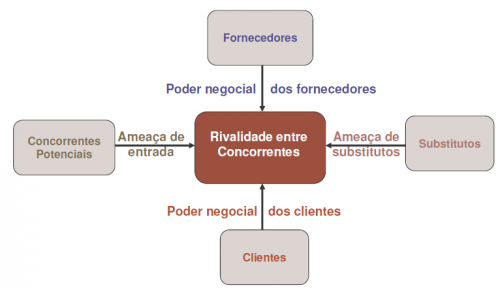 Fornecedores
Poder negocial dos fornecedores
Concorrentes
Potenciais
Ameaça de
entrada
Rivalidade entre
Concorrentes
Ameaça de
substitutos
Substitutos
Poder negocial dos clientes
Clientes